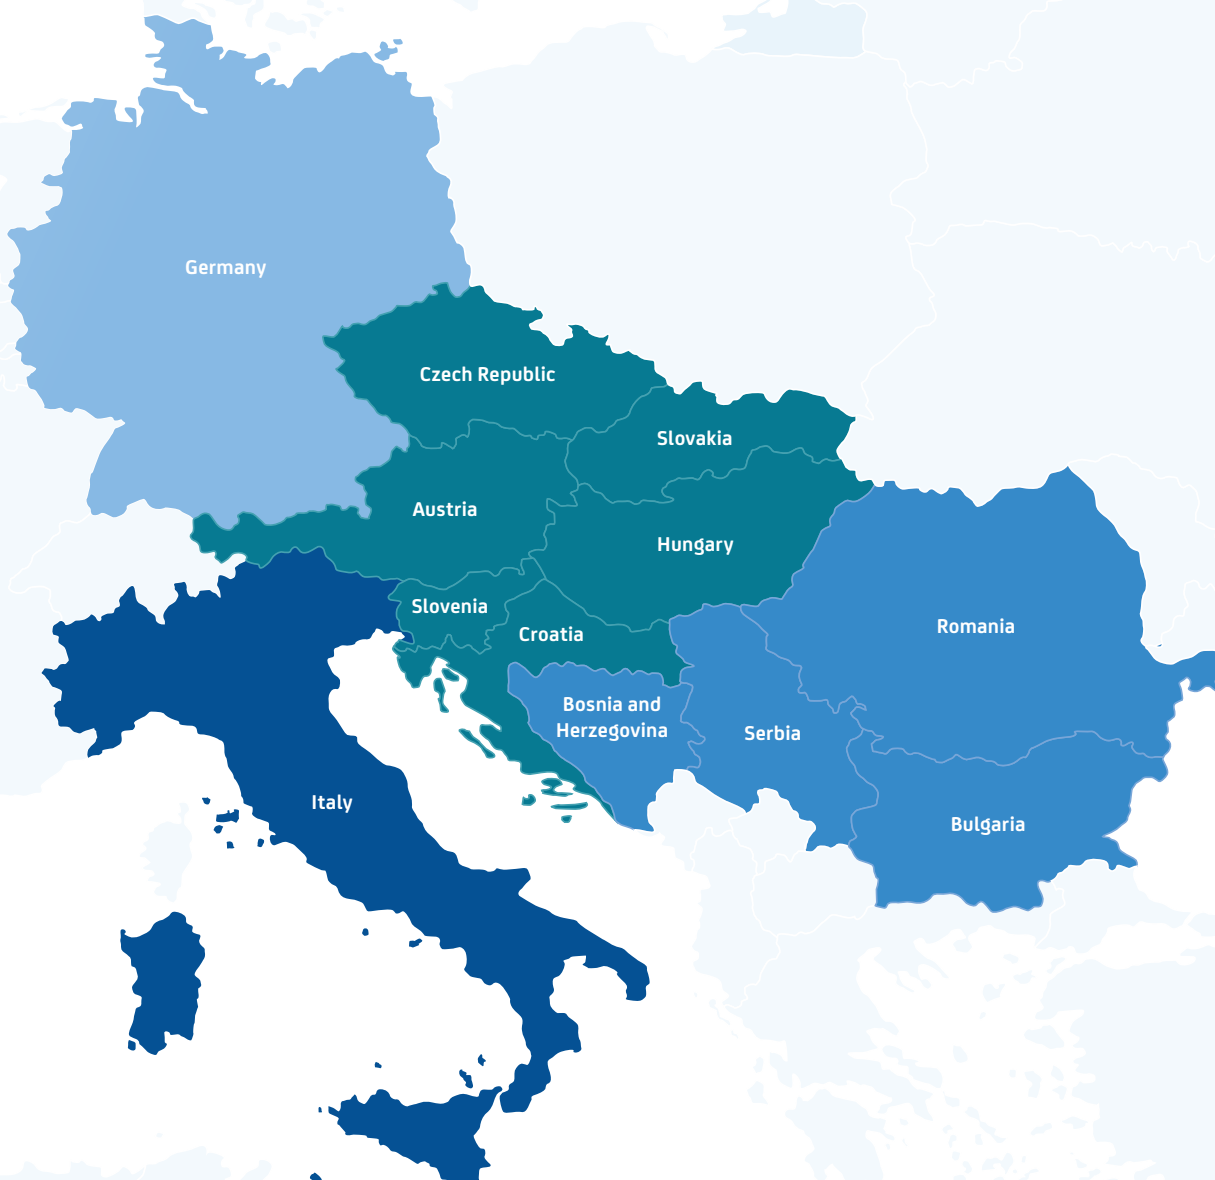 Germany
Czech Republic
Slovakia
Austria
Hungary
Slovenia
Croatia
Romania
Bosnia and
Herzegovina
Serbia
Italy
Bulgaria